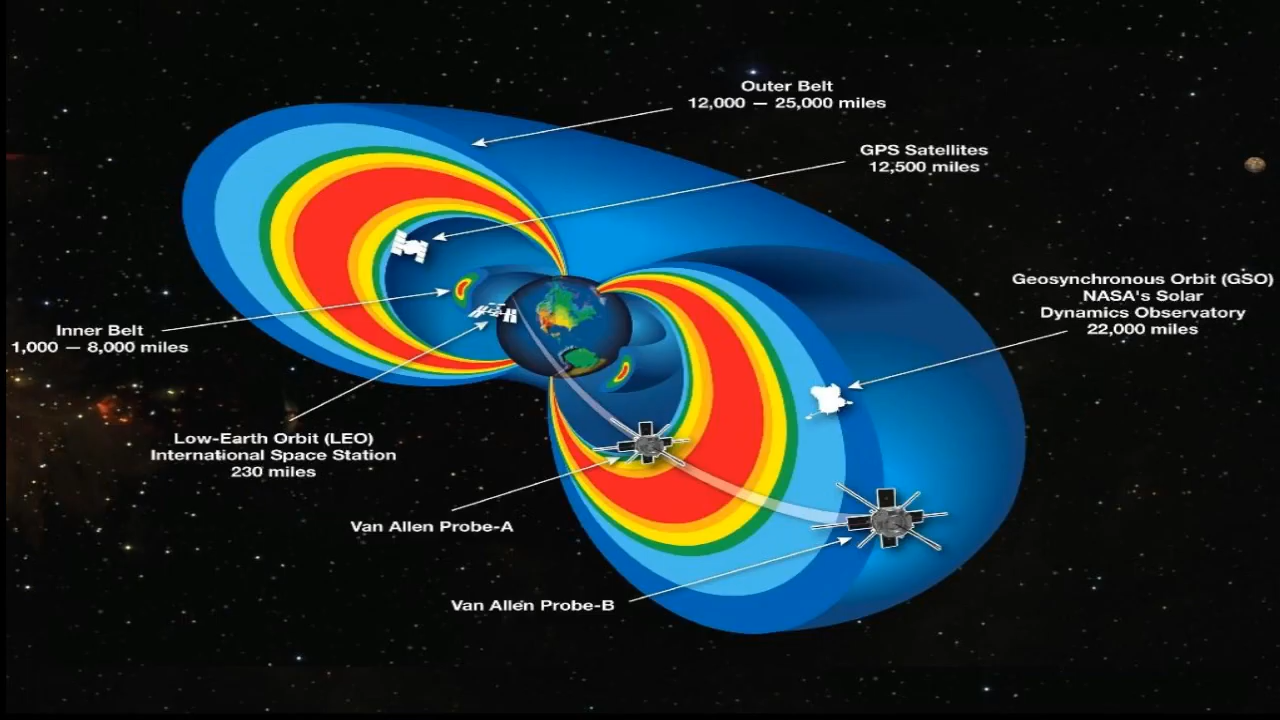 Outer Belt
12,000 — 25,000 miles
GPS Satellites
12,500 miles
Geosynchronous Orbit (GSO)
NASA's Solar
Dynamics Observatory
22,000 miles
Inner Belt
1,000 — 8,000 miles
Low-Earth Orbit (LEO)
International Space Station
230 miles
Van Allen Probe-A
Van Allen Probe-B